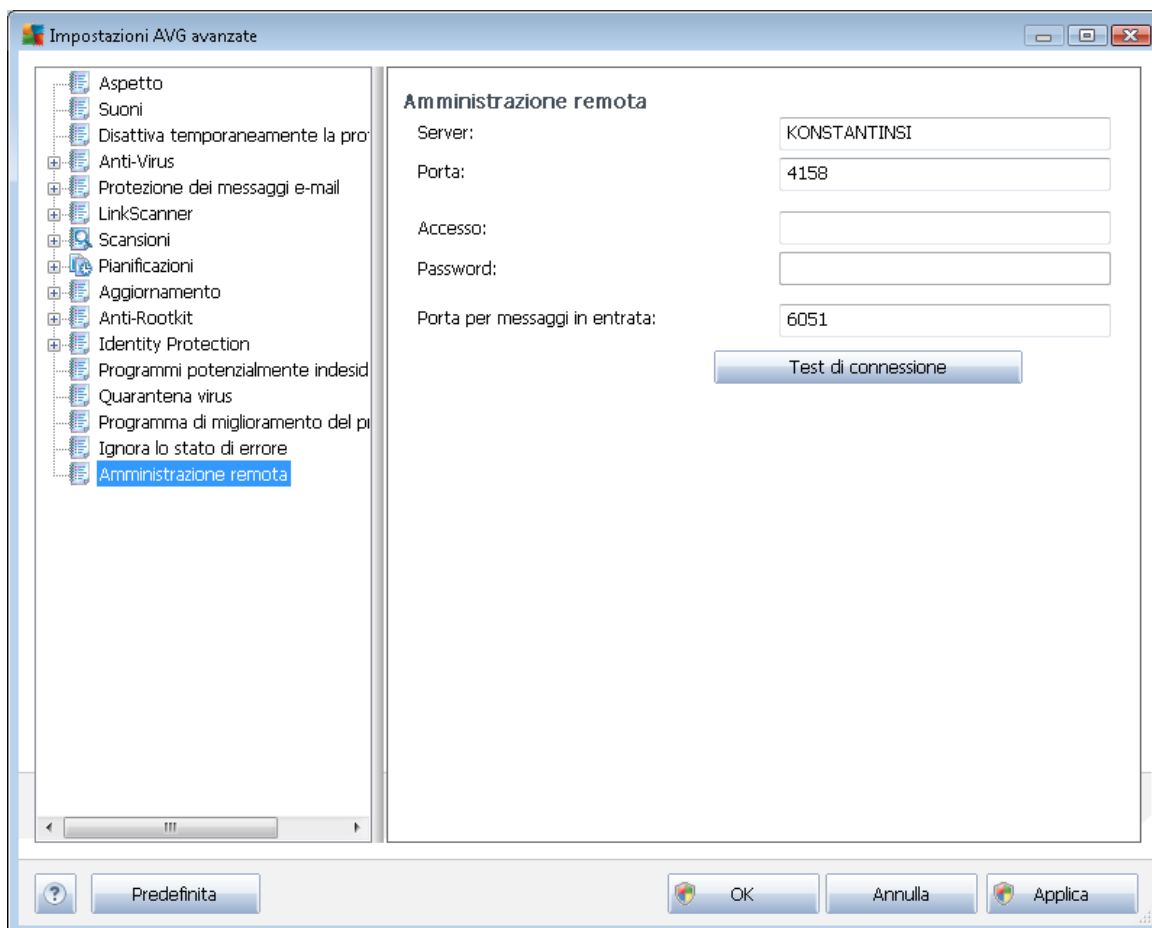 Impostazioni AVG avanzate
Aspetto
Suoni
Disattiva temporaneamente la pro
Anti-Virus
Protezione dei messaggi e-mail
LinkScanner
Scansioni
Pianificazioni
Aggiornamento
Anti-Rootkit
Identity Protection
Programmi potenzialmente indesid
Quarantena virus
Programma di miglioramento del pr
Ignora lo stato di errore
Amministrazione remota
Amministrazione remota
Server: KONSTANTINSI
Porta: 4158
Accesso:
Password:
Porta per messaggi in entrata: 6051
Test di connessione
? Predefinita OK Annulla Applica